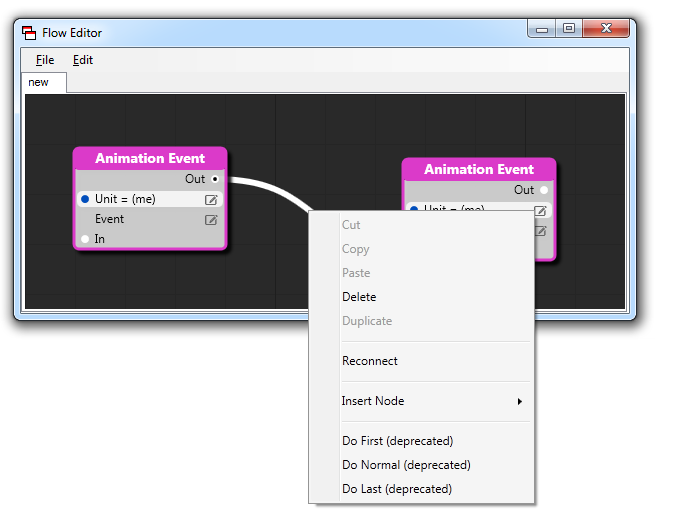 Flow Editor
File Edit
new
Animation Event
Out
Unit = (me)
Event
In
Animation Event
Out
Unit = (me)
Cut
Copy
Paste
Delete
Duplicate
Reconnect
Insert Node
Do First (deprecated)
Do Normal (deprecated)
Do Last (deprecated)